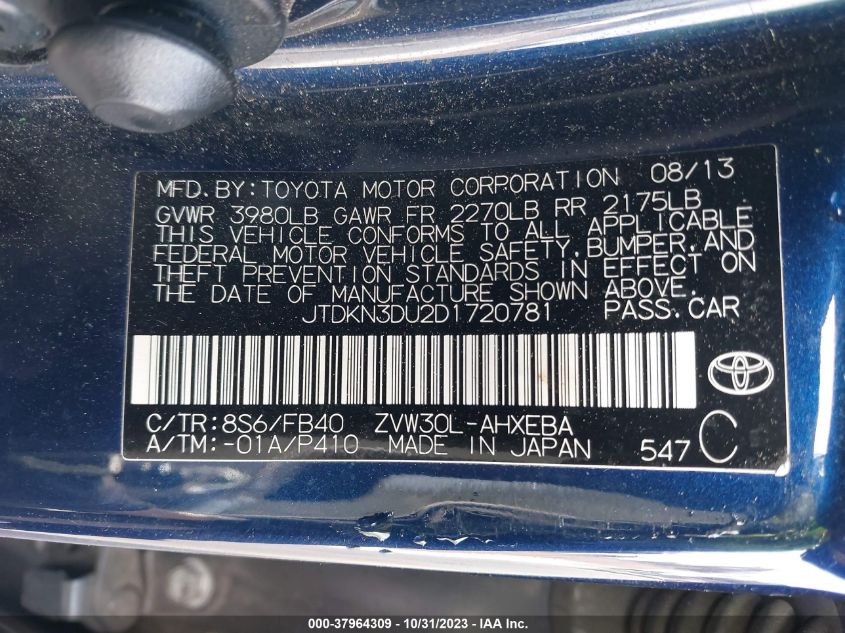 MFD. BY: TOYOTA MOTOR CORPORATION 08/13
GVWR 3980LB GAWR FR 2270LB RR 2175LB
THIS VEHICLE CONFORMS TO ALL APPLICABLE
FEDERAL MOTOR VEHICLE SAFETY, BUMPER, AND
THEFT PREVENTION STANDARDS IN EFFECT ON
THE DATE OF MANUFACTURE SHOWN ABOVE.
JTDKN3DU2D1720781 PASS. CAR
C/TR: 8S6/FB40 ZVW30L-AHXEBA
A/TM: -01A/P410 MADE IN JAPAN 547 C
000-37964309 - 10/31/2023 - © IAA, Inc.